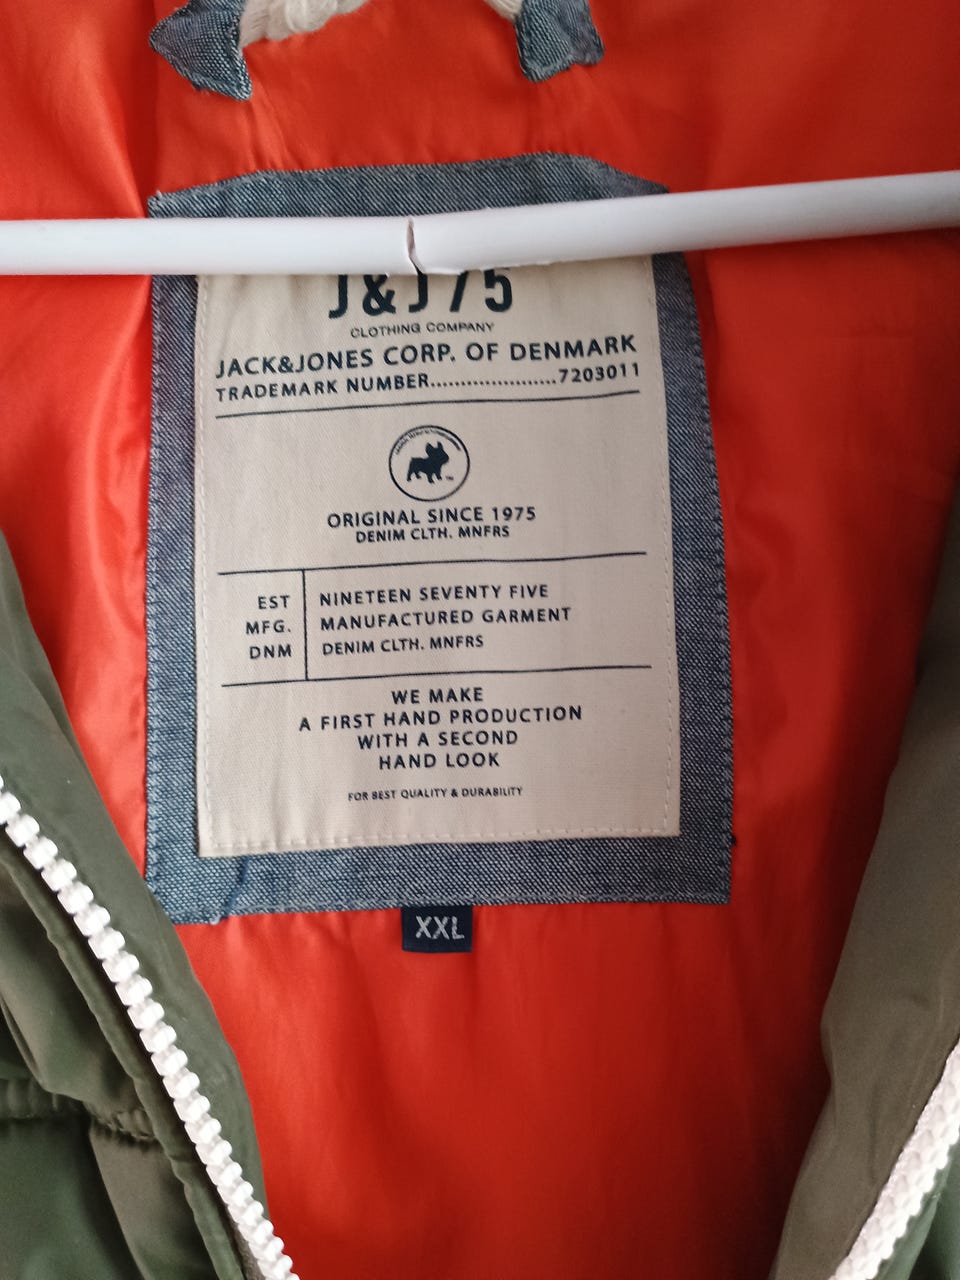 J&J75
CLOTHING COMPANY
JACK&JONES CORP. OF DENMARK
TRADEMARK NUMBER.....................7203011
ORIGINAL SINCE 1975
DENIM CLTH. MNFRS
EST NINETEEN SEVENTY FIVE
MFG. MANUFACTURED GARMENT
DNM DENIM CLTH. MNFRS
WE MAKE
A FIRST HAND PRODUCTION
WITH A SECOND
HAND LOOK
FOR BEST QUALITY & DURABILITY
XXL